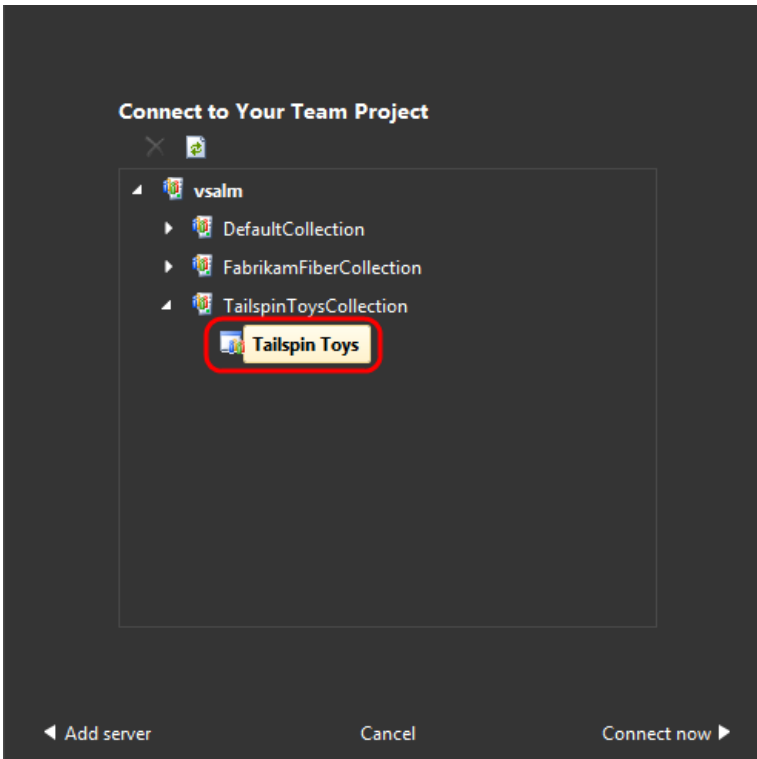 Connect to Your Team Project
vsalm
DefaultCollection
FabrikamFiberCollection
TailspinToysCollection
Tailspin Toys
Add server Cancel Connect now